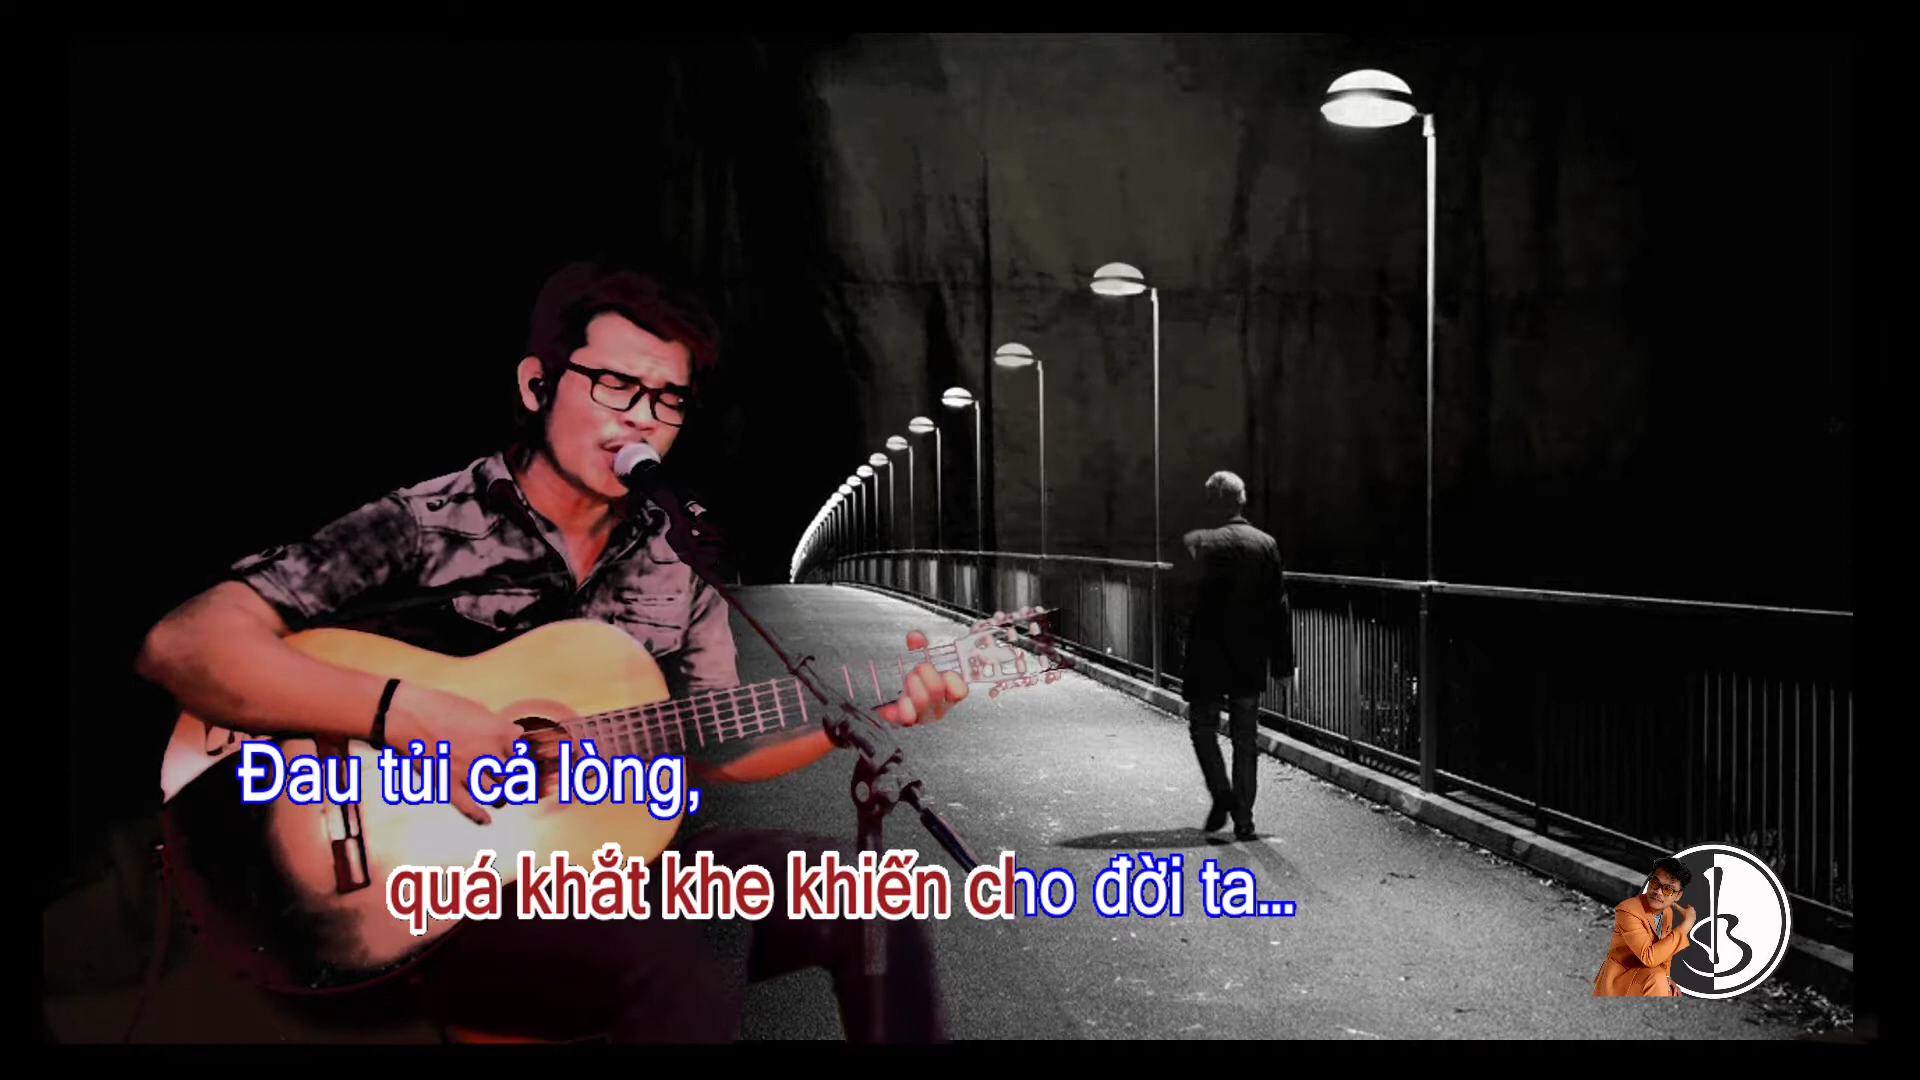 Đau tủi cả lòng,
quá khắt khe khiến cho đời ta...